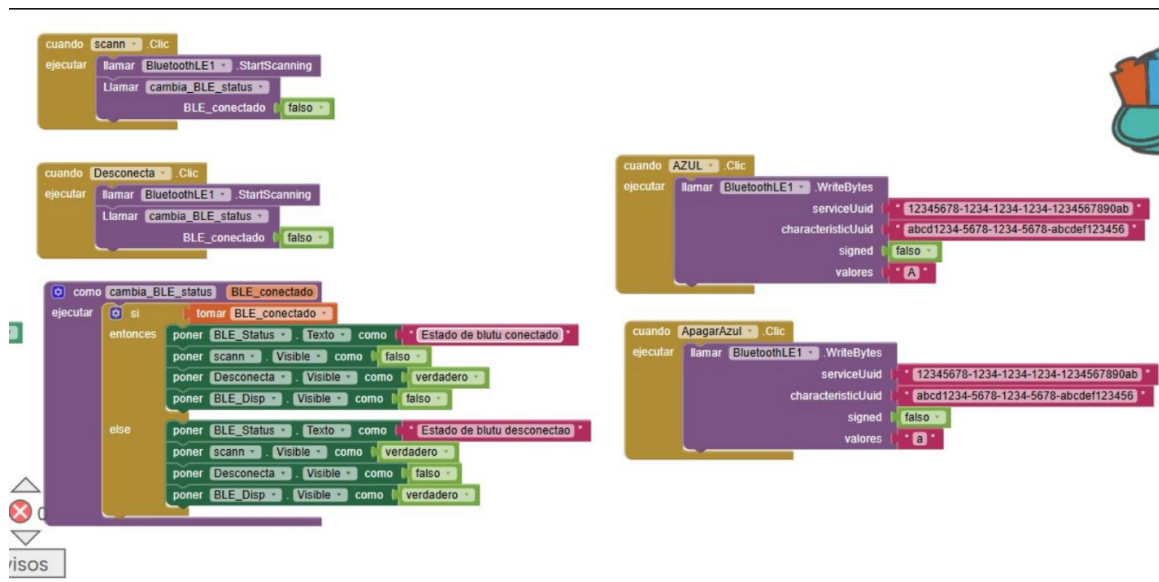 cuando scann .Clic
ejecutar llamar BluetoothLE1 .StartScanning
Llamar cambia_BLE_status
BLE_conectado falso
cuando Desconecta .Clic
ejecutar llamar BluetoothLE1 .StartScanning
Llamar cambia_BLE_status
BLE_conectado falso
como cambia_BLE_status BLE_conectado
ejecutar si tomar BLE_conectado
entonces poner BLE_Status . Texto como " Estado de blutu conectado "
poner scann . Visible como falso
poner Desconecta . Visible como verdadero
poner BLE_Disp . Visible como falso
else poner BLE_Status . Texto como " Estado de blutu desconectao "
poner scann . Visible como verdadero
poner Desconecta . Visible como falso
poner BLE_Disp . Visible como verdadero
cuando AZUL .Clic
ejecutar llamar BluetoothLE1 .WriteBytes
serviceUuid " 12345678-1234-1234-1234-1234567890ab "
characteristicUuid " abcd1234-5678-1234-5678-abcdef123456 "
signed falso
valores " A "
cuando ApagarAzul .Clic
ejecutar llamar BluetoothLE1 .WriteBytes
serviceUuid " 12345678-1234-1234-1234-1234567890ab "
characteristicUuid " abcd1234-5678-1234-5678-abcdef123456 "
signed falso
valores " a "
0
visos